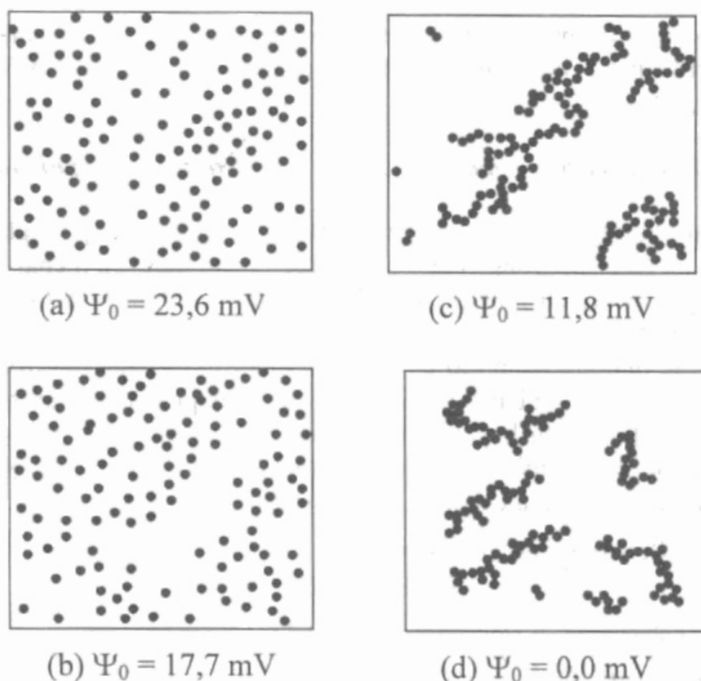 (a) Ψ₀ = 23,6 mV
(c) Ψ₀ = 11,8 mV
(b) Ψ₀ = 17,7 mV
(d) Ψ₀ = 0,0 mV